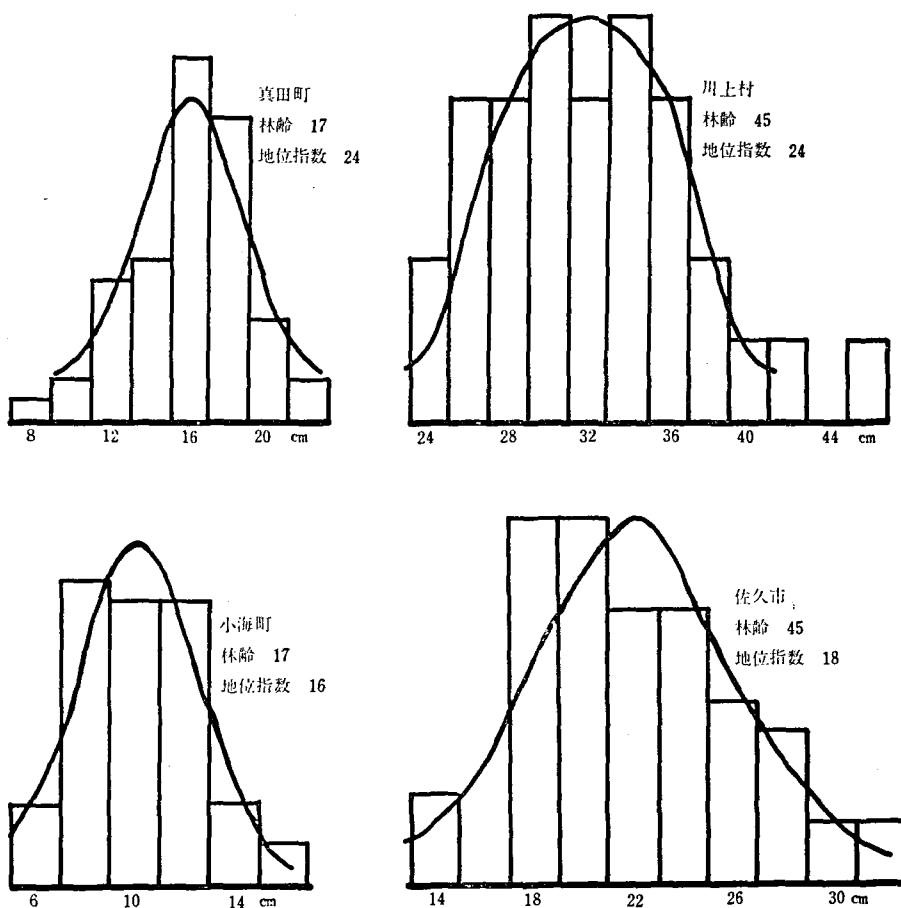 真田町
林齢 17
地位指数 24
8 12 16 20 cm
川上村
林齢 45
地位指数 24
24 28 32 36 40 44 cm
小海町
林齢 17
地位指数 16
6 10 14 cm
佐久市
林齢 45
地位指数 18
14 18 22 26 30 cm